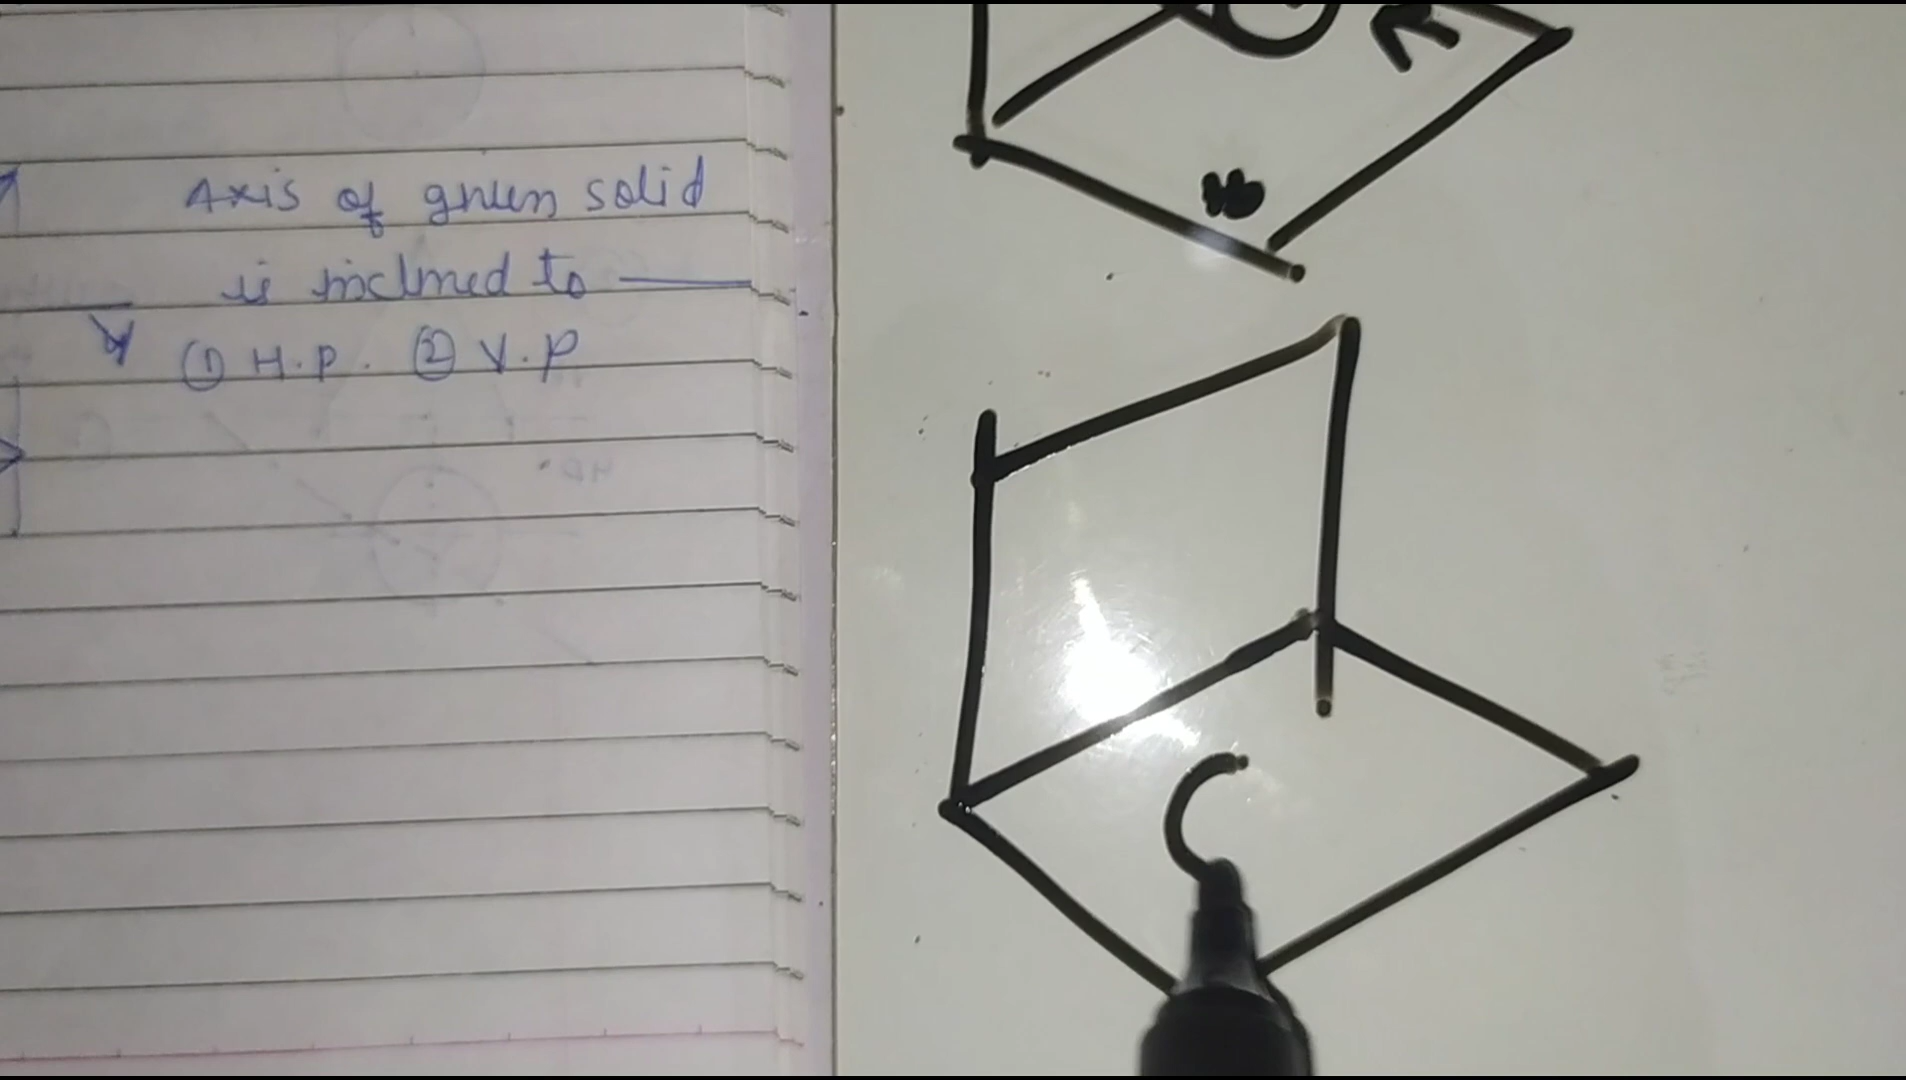 Axis of given solid
is inclined to ———
① H.P. ② V.P